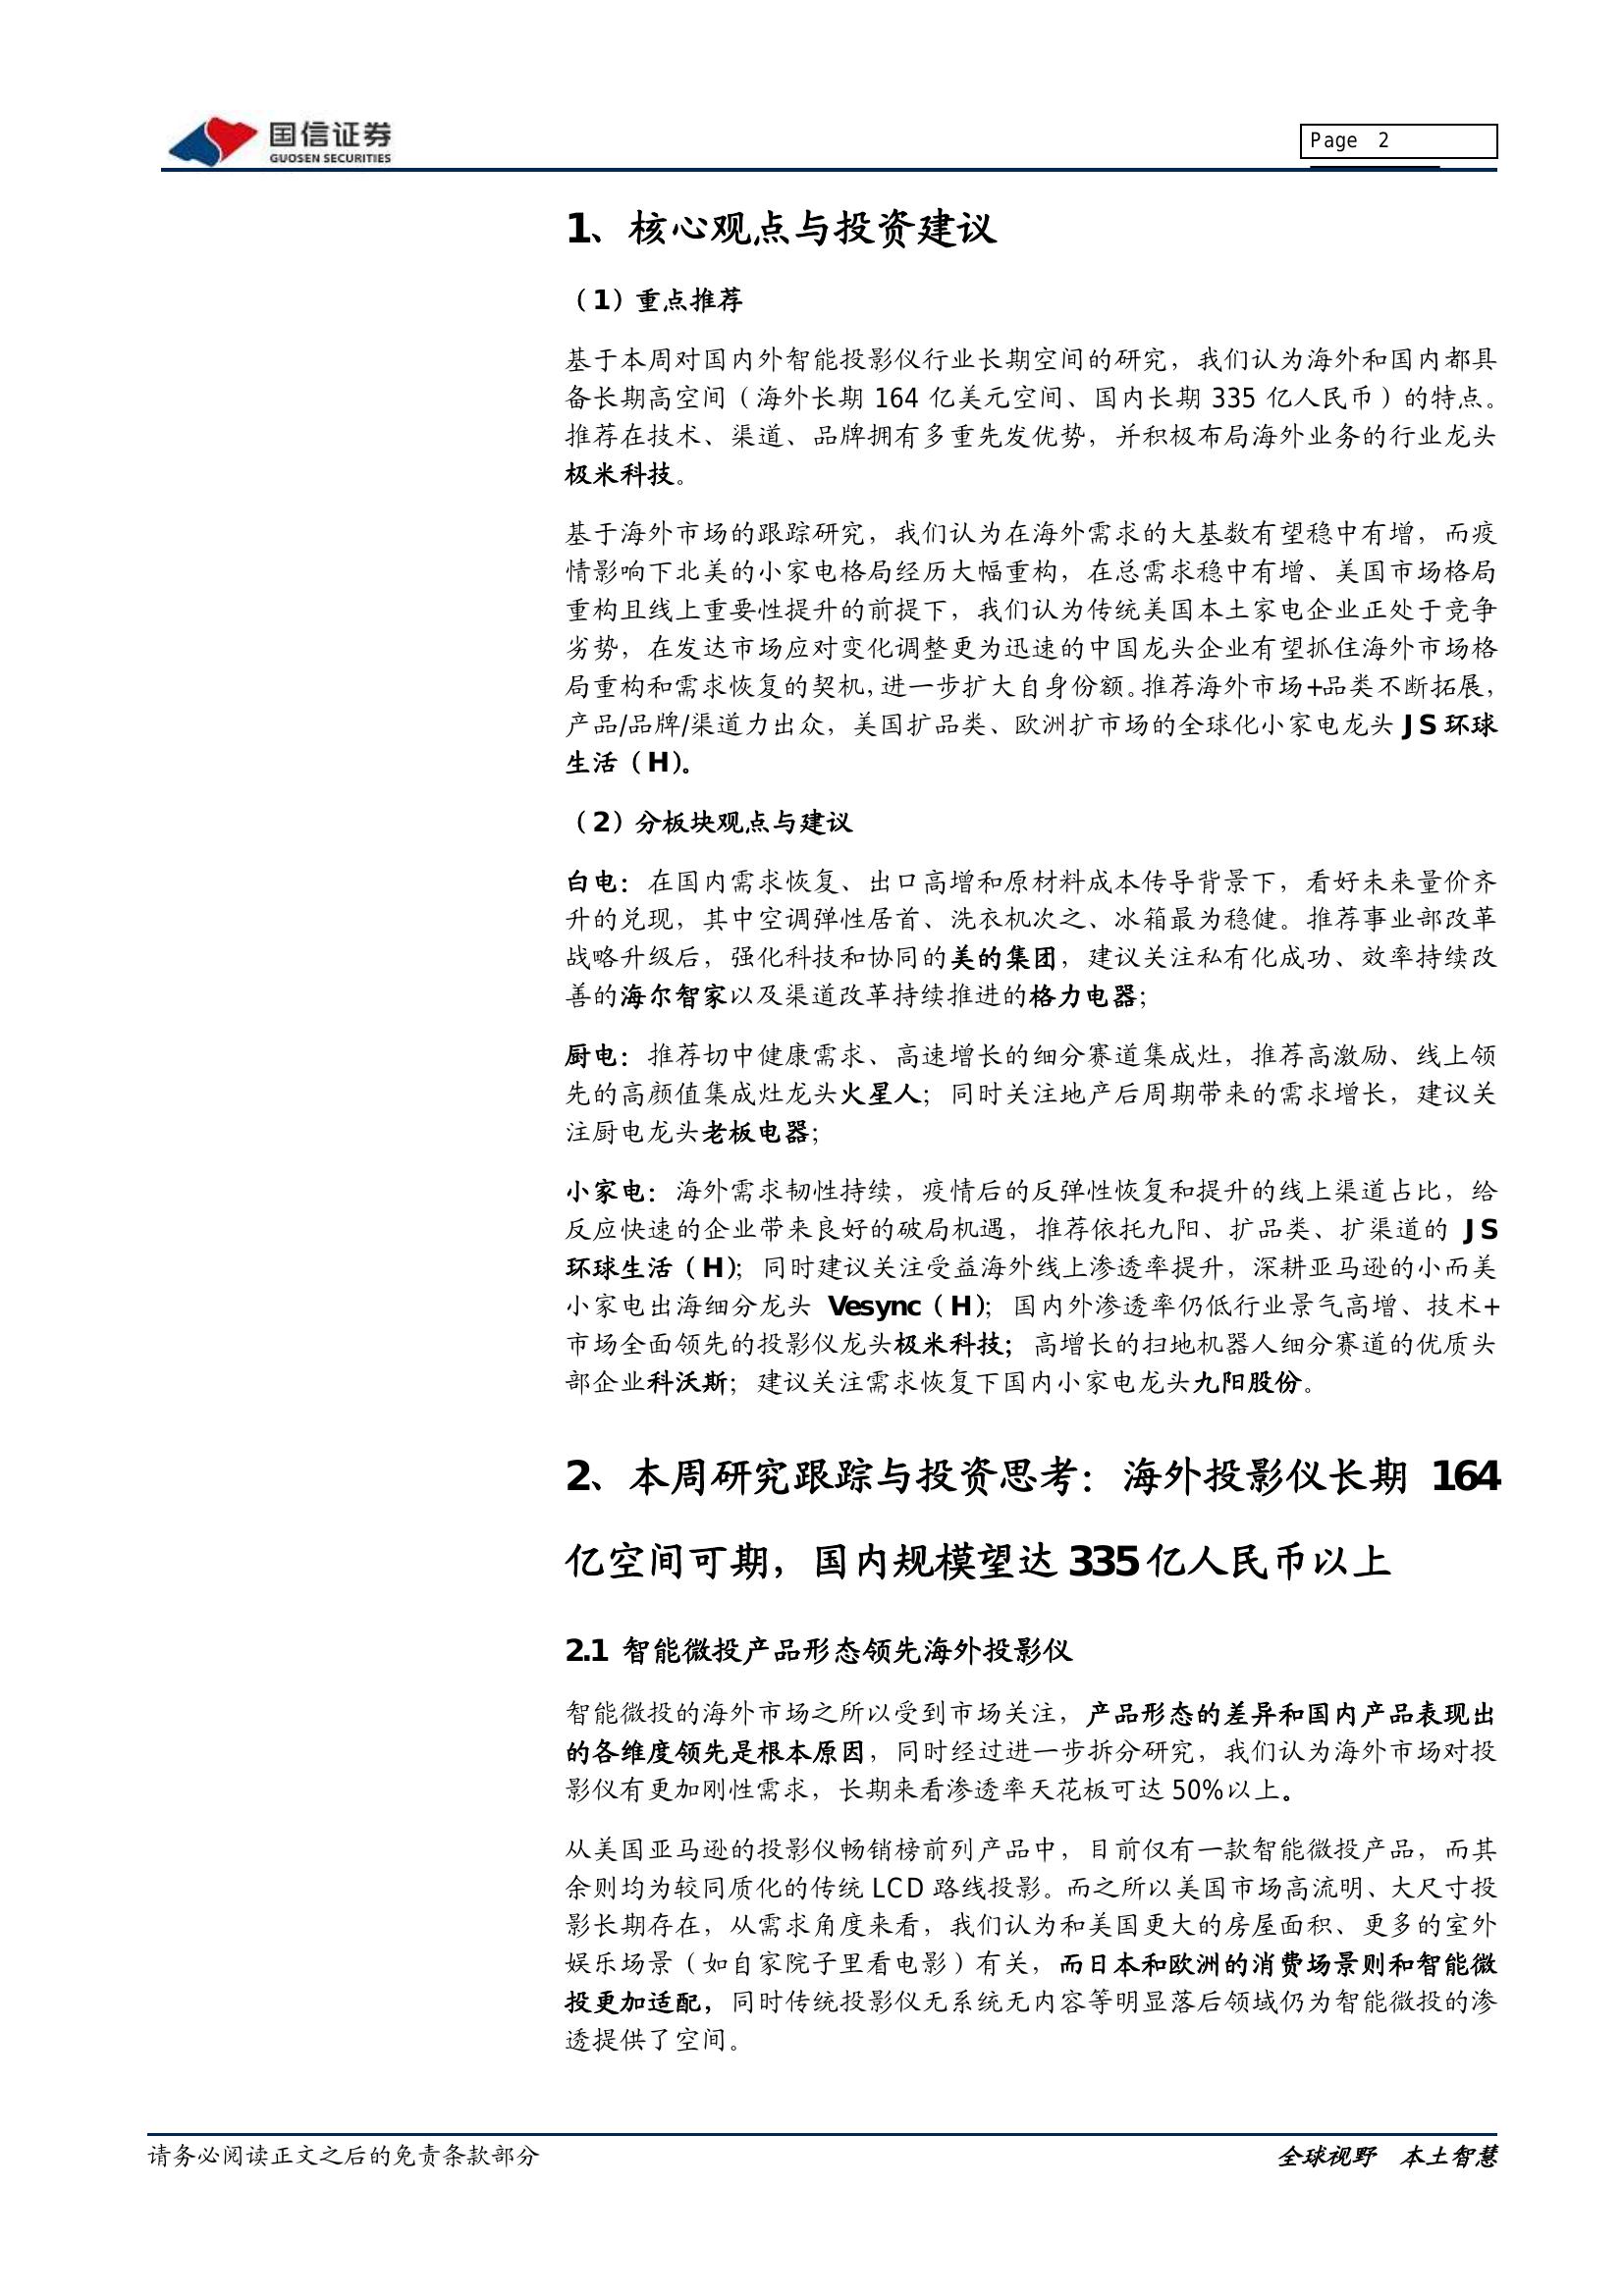 国信证券
GUOSEN SECURITIES
Page 2
1、核心观点与投资建议
（1）重点推荐
基于本周对国内外智能投影仪行业长期空间的研究，我们认为海外和国内都具
备长期高空间（海外长期 164 亿美元空间、国内长期 335 亿人民币）的特点。
推荐在技术、渠道、品牌拥有多重先发优势，并积极布局海外业务的行业龙头
极米科技。
基于海外市场的跟踪研究，我们认为在海外需求的大基数有望稳中有增，而疫
情影响下北美的小家电格局经历大幅重构，在总需求稳中有增、美国市场格局
重构且线上重要性提升的前提下，我们认为传统美国本土家电企业正处于竞争
劣势，在发达市场应对变化调整更为迅速的中国龙头企业有望抓住海外市场格
局重构和需求恢复的契机，进一步扩大自身份额。推荐海外市场+品类不断拓展，
产品/品牌/渠道力出众，美国扩品类、欧洲扩市场的全球化小家电龙头 JS 环球
生活（H）。
（2）分板块观点与建议
白电：在国内需求恢复、出口高增和原材料成本传导背景下，看好未来量价齐
升的兑现，其中空调弹性居首、洗衣机次之、冰箱最为稳健。推荐事业部改革
战略升级后，强化科技和协同的美的集团，建议关注私有化成功、效率持续改
善的海尔智家以及渠道改革持续推进的格力电器；
厨电：推荐切中健康需求、高速增长的细分赛道集成灶，推荐高激励、线上领
先的高颜值集成灶龙头火星人；同时关注地产后周期带来的需求增长，建议关
注厨电龙头老板电器；
小家电：海外需求韧性持续，疫情后的反弹性恢复和提升的线上渠道占比，给
反应快速的企业带来良好的破局机遇，推荐依托九阳、扩品类、扩渠道的 JS
环球生活（H）；同时建议关注受益海外线上渗透率提升，深耕亚马逊的小而美
小家电出海细分龙头 Vesync（H）；国内外渗透率仍低行业景气高增、技术+
市场全面领先的投影仪龙头极米科技；高增长的扫地机器人细分赛道的优质头
部企业科沃斯；建议关注需求恢复下国内小家电龙头九阳股份。
2、本周研究跟踪与投资思考：海外投影仪长期 164
亿空间可期，国内规模望达 335 亿人民币以上
2.1 智能微投产品形态领先海外投影仪
智能微投的海外市场之所以受到市场关注，产品形态的差异和国内产品表现出
的各维度领先是根本原因，同时经过进一步拆分研究，我们认为海外市场对投
影仪有更加刚性需求，长期来看渗透率天花板可达 50%以上。
从美国亚马逊的投影仪畅销榜前列产品中，目前仅有一款智能微投产品，而其
余则均为较同质化的传统 LCD 路线投影。而之所以美国市场高流明、大尺寸投
影长期存在，从需求角度来看，我们认为和美国更大的房屋面积、更多的室外
娱乐场景（如自家院子里看电影）有关，而日本和欧洲的消费场景则和智能微
投更加适配，同时传统投影仪无系统无内容等明显落后领域仍为智能微投的渗
透提供了空间。
请务必阅读正文之后的免责条款部分
全球视野 本土智慧